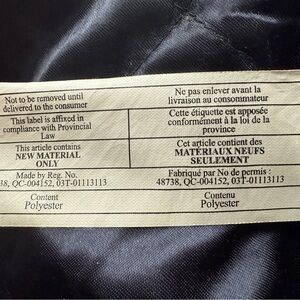 Not to be removed until
delivered to the consumer
This label is affixed in
compliance with Provincial
Law
This article contains
NEW MATERIAL
ONLY
Made by Reg. No.
738, QC-004152, 03T-01113113
Content
Polyester
Ne pas enlever avant la
livraison au consommateur
Cette étiquette est apposée
conformément à la loi de la
province
Cet article contient des
MATÉRIAUX NEUFS
SEULEMENT
Fabriqué par No de permis :
48738, QC-004152, 03T-01113113
Contenu
Polyester